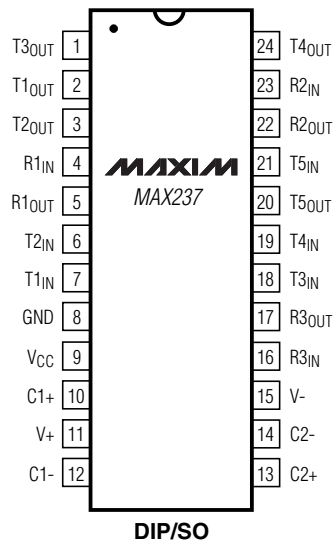 T3OUT 1 24 T4OUT
T1OUT 2 23 R2IN
T2OUT 3 22 R2OUT
R1IN 4 MAXIM 21 T5IN
R1OUT 5 MAX237 20 T5OUT
T2IN 6 19 T4IN
T1IN 7 18 T3IN
GND 8 17 R3OUT
VCC 9 16 R3IN
C1+ 10 15 V-
V+ 11 14 C2-
C1- 12 13 C2+
DIP/SO